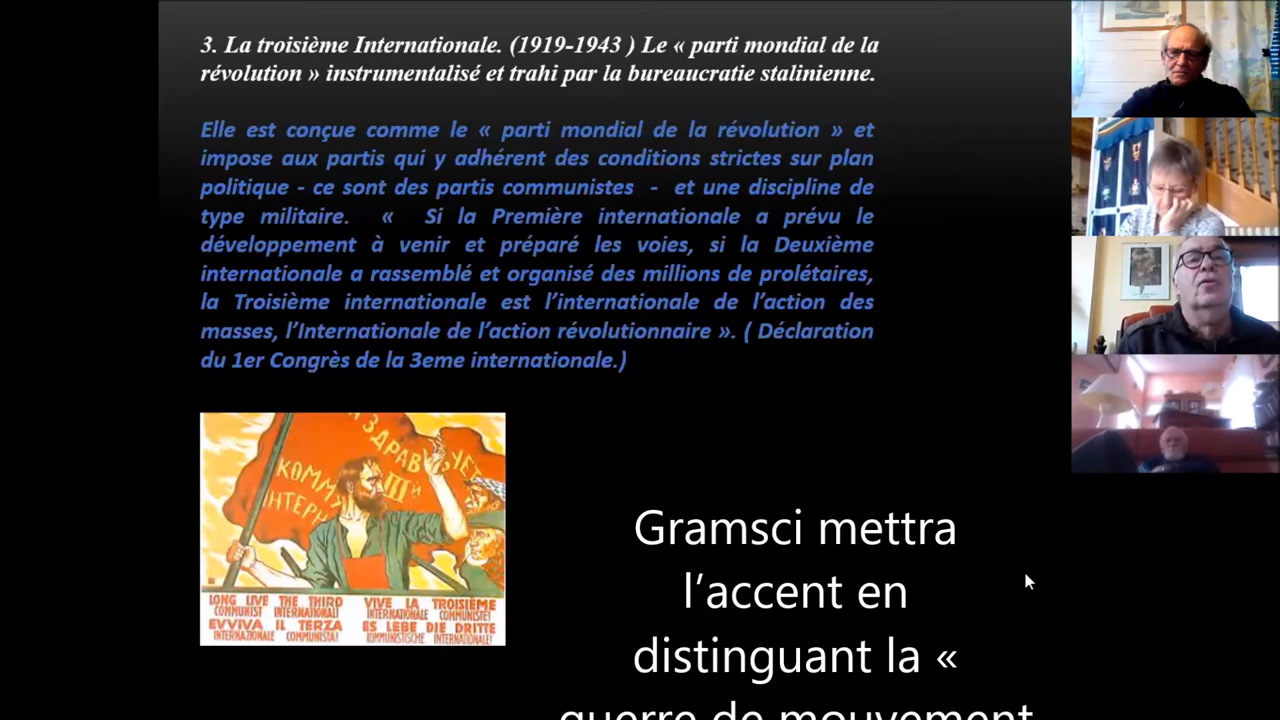 3. La troisième Internationale. (1919-1943 ) Le « parti mondial de la
révolution » instrumentalisé et trahi par la bureaucratie stalinienne.
Elle est conçue comme le « parti mondial de la révolution » et
impose aux partis qui y adhérent des conditions strictes sur plan
politique - ce sont des partis communistes - et une discipline de
type militaire. « Si la Première internationale a prévu le
développement à venir et préparé les voies, si la Deuxième
internationale a rassemblé et organisé des millions de prolétaires,
la Troisième internationale est l’internationale de l’action des
masses, l’Internationale de l’action révolutionnaire ». ( Déclaration
du 1er Congrès de la 3eme internationale.)
ЗДРАВ
III
LONG LIVE THE THIRD
COMMUNIST INTERNATIONAL!
EVVIVA IL TERZA
INTERNAZIONALE COMMUNISTA!
VIVE LA TROISIÈME
INTERNATIONALE COMMUNISTE!
ES LEBE DIE DRITTE
KOMMUNISTISCHE INTERNATIONALE!
Gramsci mettra
l’accent en
distinguant la «
guerre de mouvement